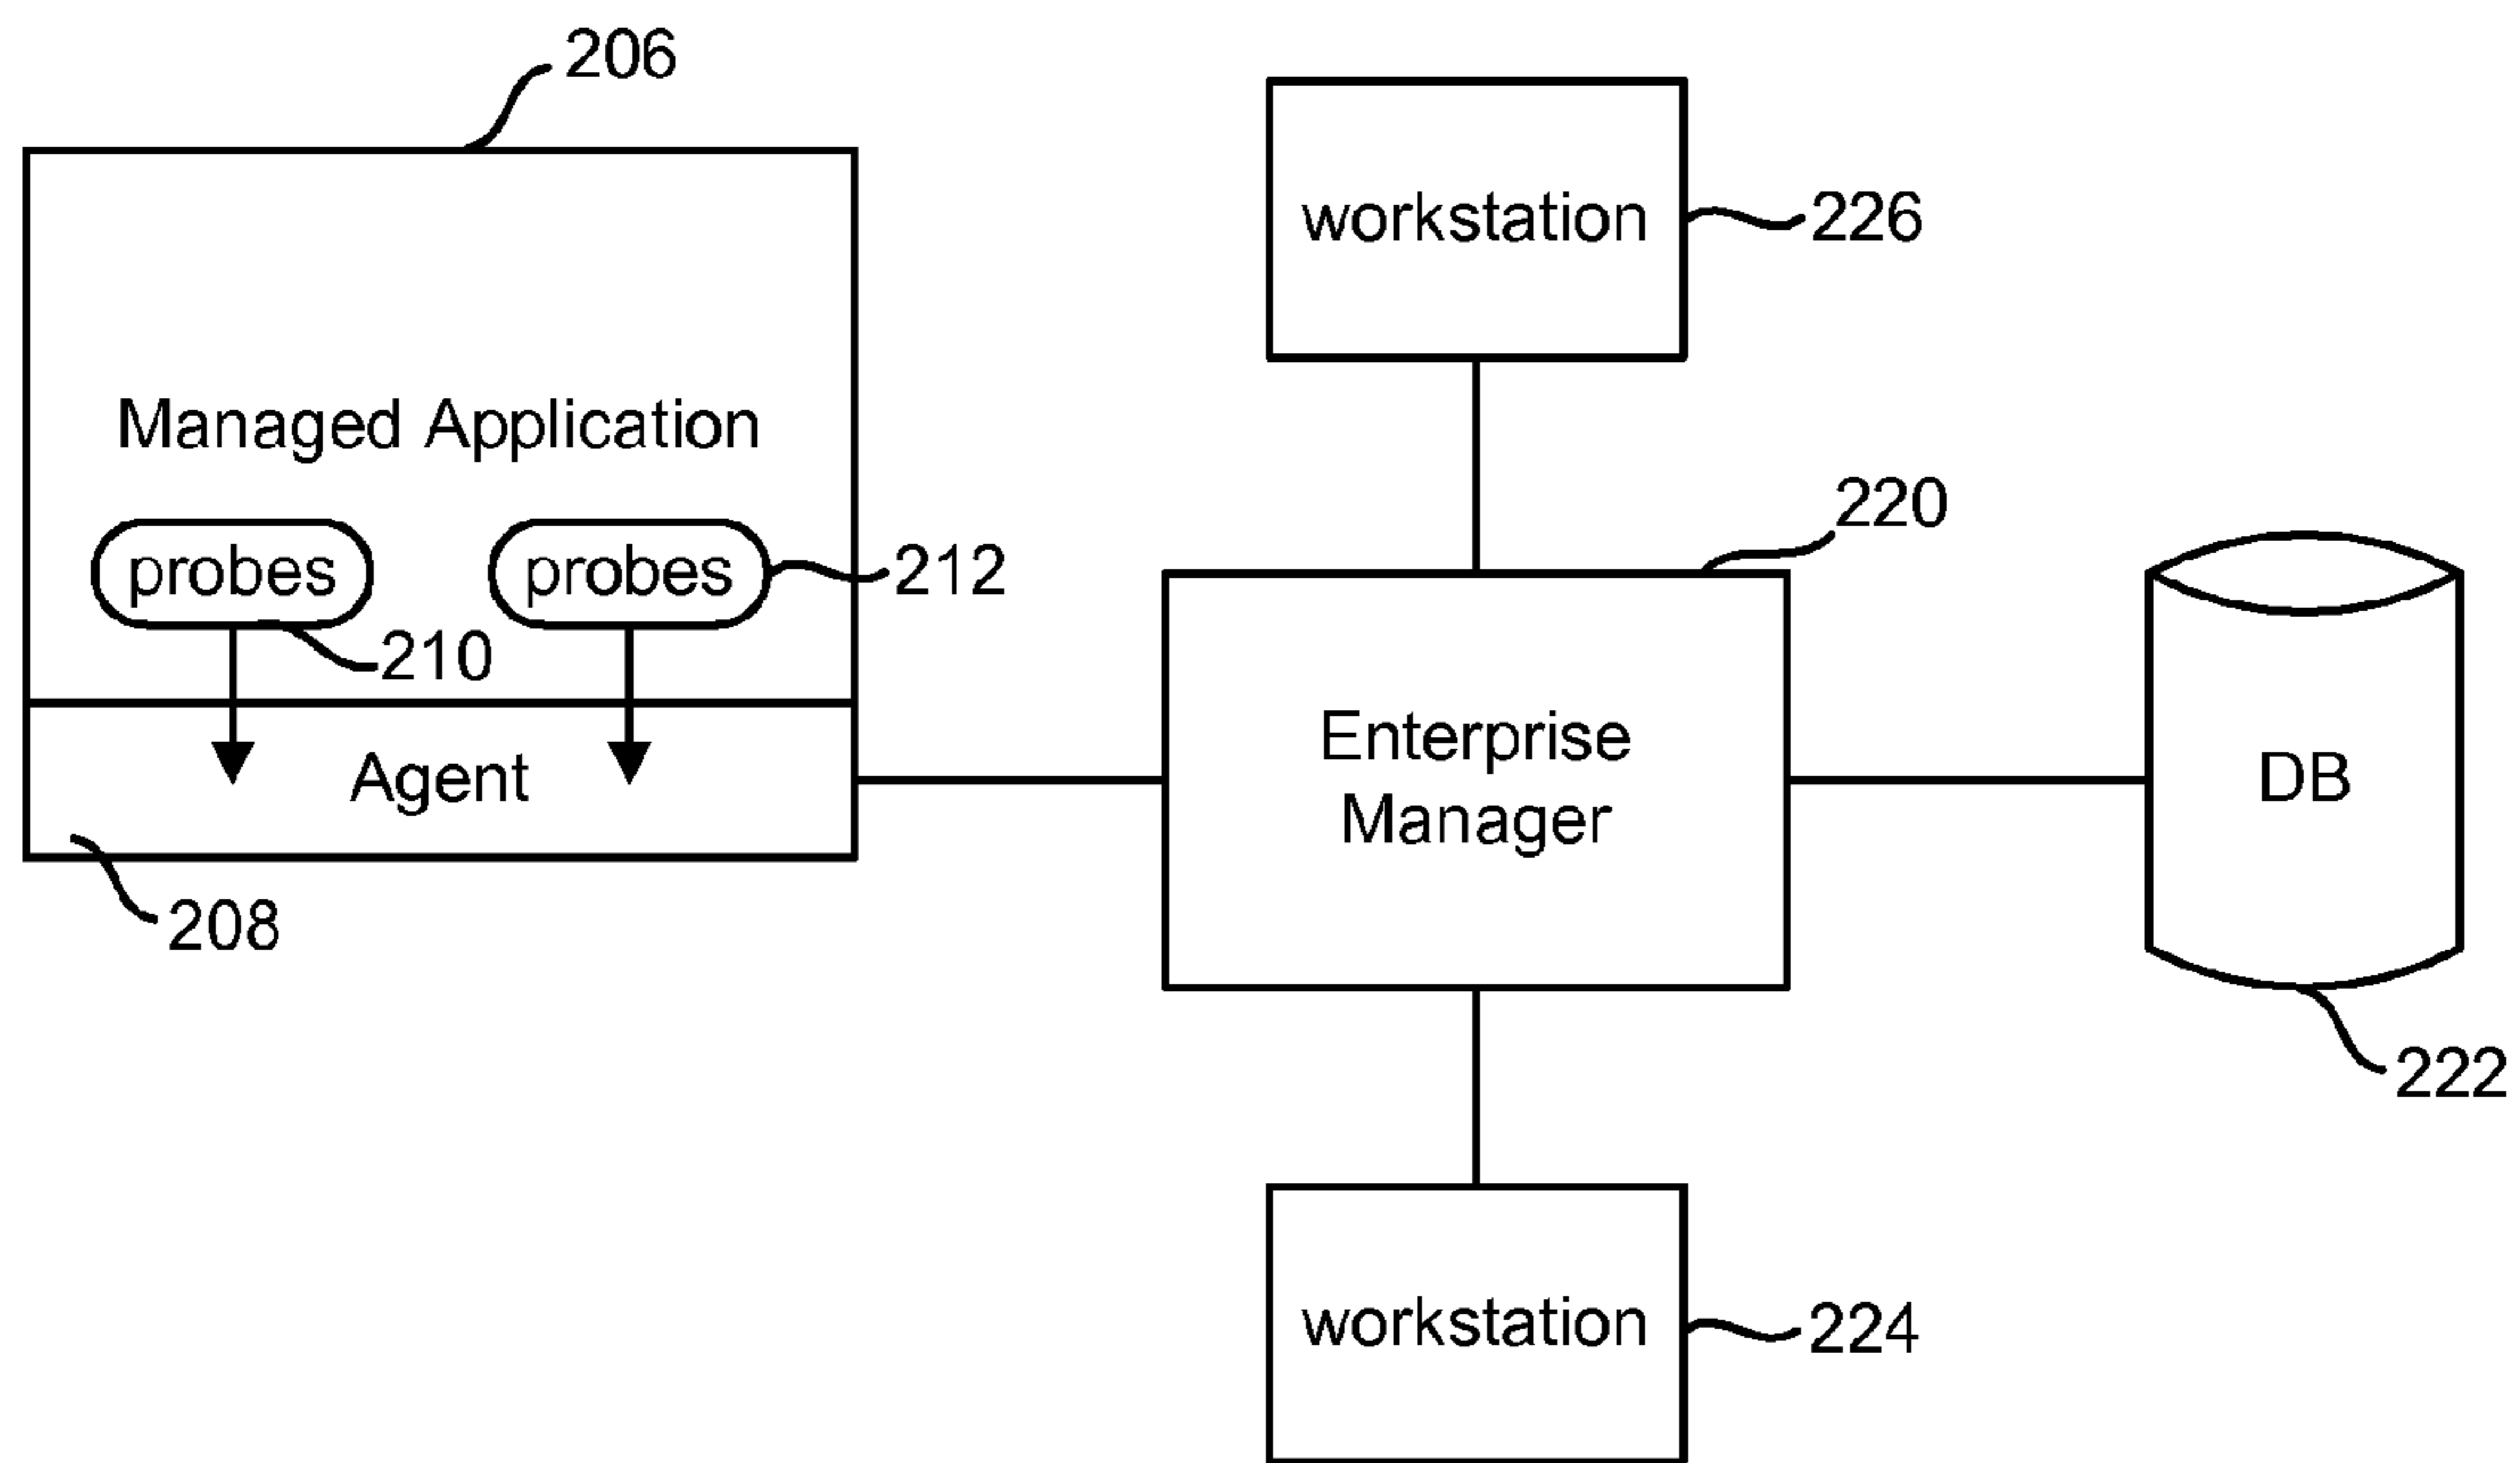 206
workstation
226
Managed Application
probes
probes
212
210
220
Agent
208
Enterprise
Manager
DB
222
workstation
224